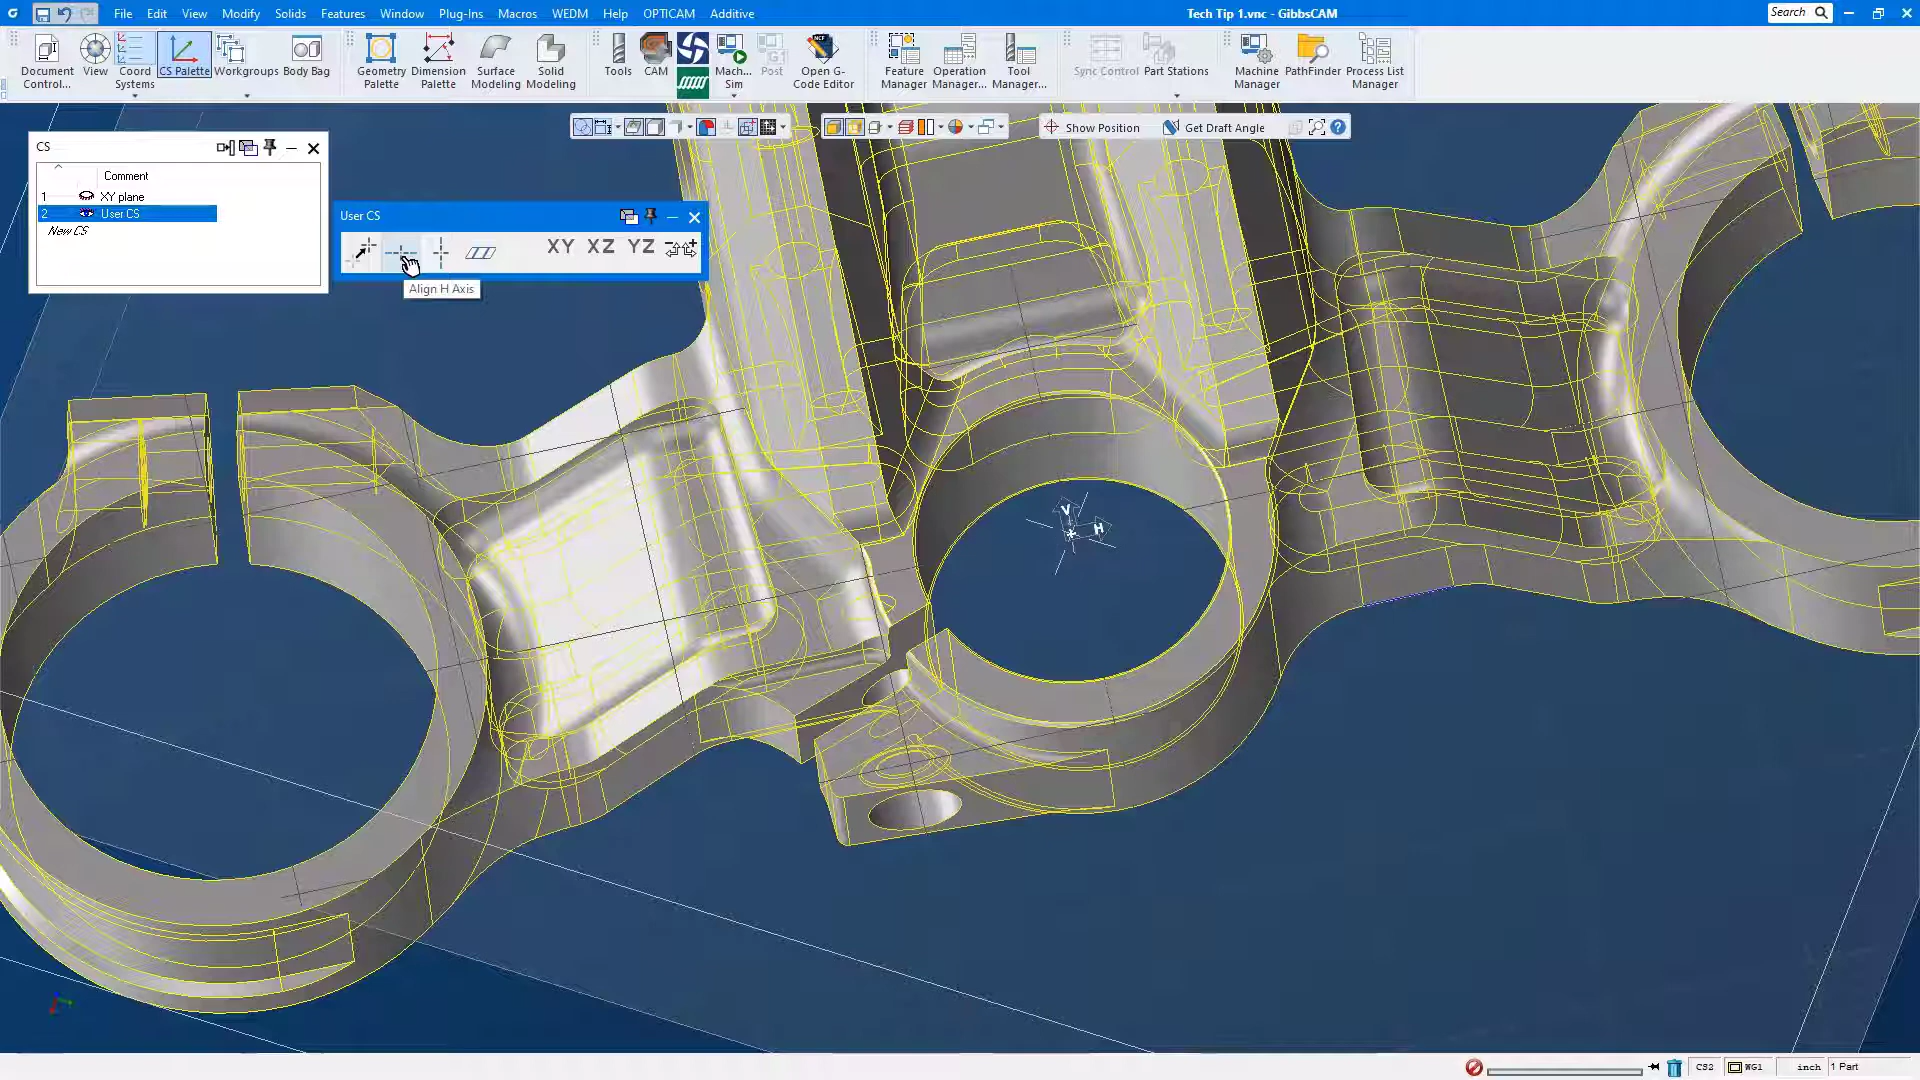 File Edit View Modify Solids Features Window Plug-Ins Macros WEDM Help OPTICAM Additive
Tech Tip 1.vnc - GibbsCAM
Search
Document Control...
View
Coord Systems
CS Palette
Workgroups
Body Bag
Geometry Palette
Dimension Palette
Surface Modeling
Solid Modeling
Tools
CAM
Mach... Sim
Post
Open G-Code Editor
Feature Manager
Operation Manager...
Tool Manager...
Sync Control
Part Stations
Machine Manager
PathFinder
Process List Manager
Show Position
Get Draft Angle
CS
Comment
1 XY plane
2 User CS
New CS
User CS
XY XZ YZ
Align H Axis
V
H
CS2 WG1 inch 1 Part